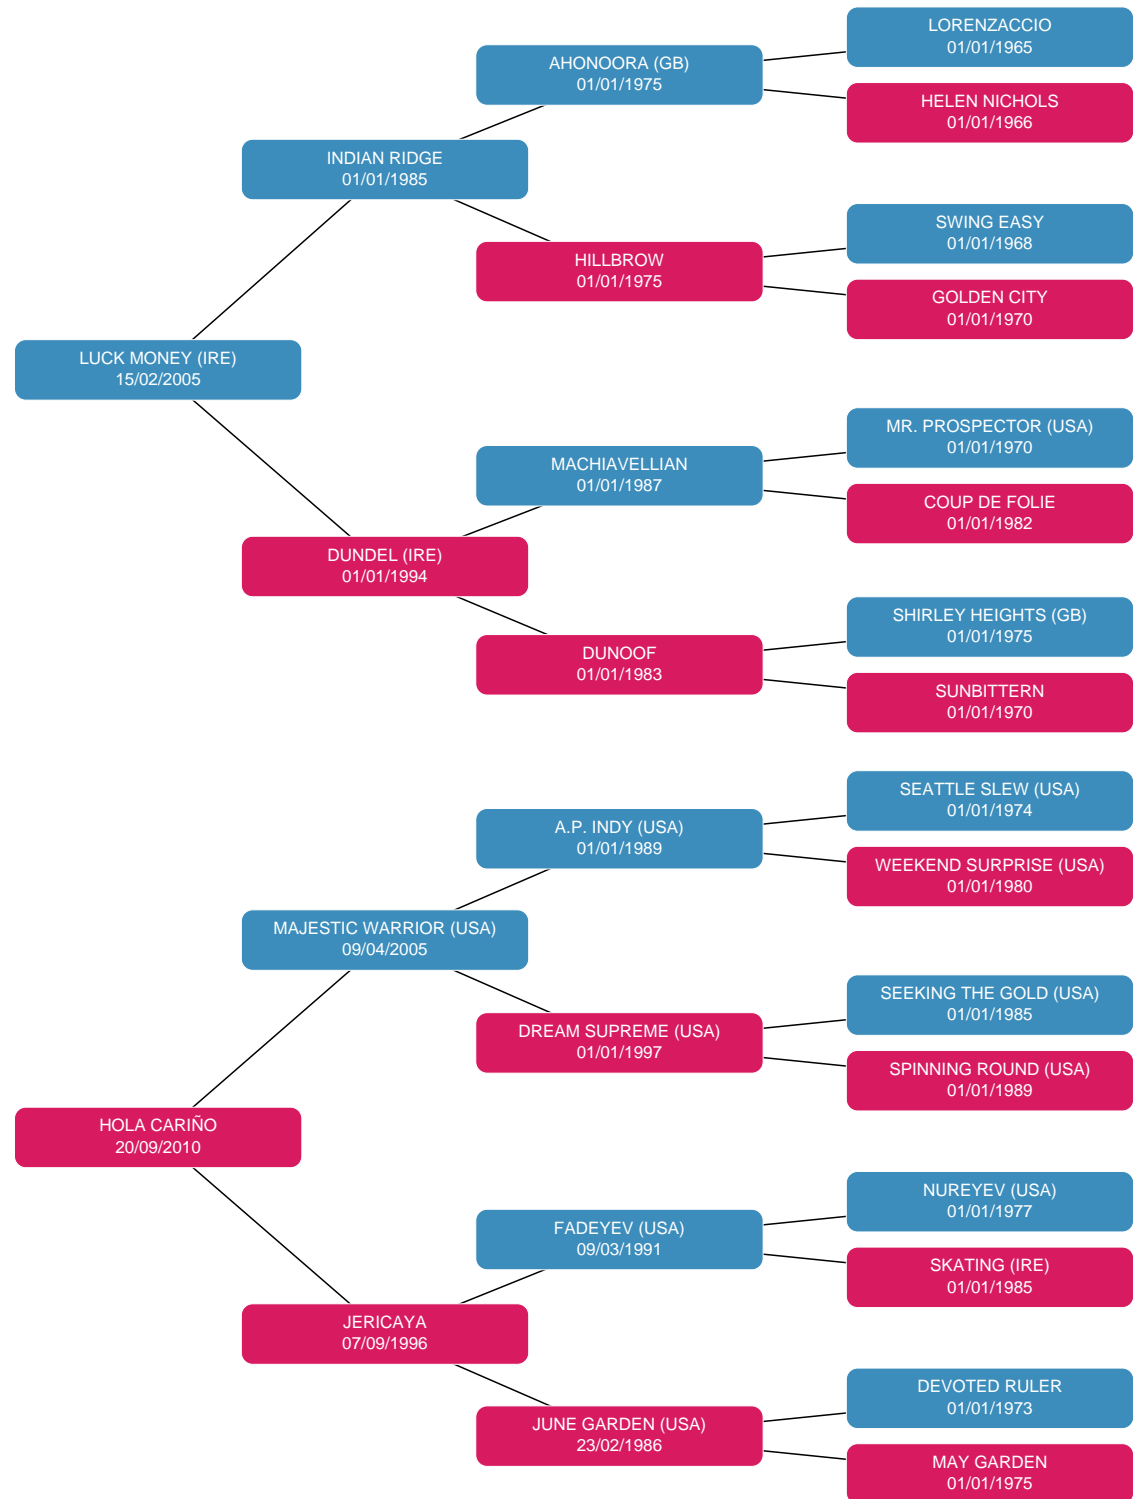 LORENZACCIO
01/01/1965
AHONOORA (GB)
01/01/1975
HELEN NICHOLS
01/01/1966
INDIAN RIDGE
01/01/1985
SWING EASY
01/01/1968
HILLBROW
01/01/1975
GOLDEN CITY
01/01/1970
LUCK MONEY (IRE)
15/02/2005
MR. PROSPECTOR (USA)
01/01/1970
MACHIAVELLIAN
01/01/1987
COUP DE FOLIE
01/01/1982
DUNDEL (IRE)
01/01/1994
SHIRLEY HEIGHTS (GB)
01/01/1975
DUNOOF
01/01/1983
SUNBITTERN
01/01/1970
SEATTLE SLEW (USA)
01/01/1974
A.P. INDY (USA)
01/01/1989
WEEKEND SURPRISE (USA)
01/01/1980
MAJESTIC WARRIOR (USA)
09/04/2005
SEEKING THE GOLD (USA)
01/01/1985
DREAM SUPREME (USA)
01/01/1997
SPINNING ROUND (USA)
01/01/1989
HOLA CARIÑO
20/09/2010
NUREYEV (USA)
01/01/1977
FADEYEV (USA)
09/03/1991
SKATING (IRE)
01/01/1985
JERICAYA
07/09/1996
DEVOTED RULER
01/01/1973
JUNE GARDEN (USA)
23/02/1986
MAY GARDEN
01/01/1975